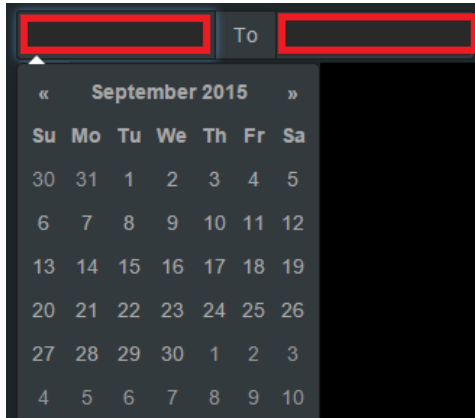 To
« September 2015 »
Su Mo Tu We Th Fr Sa
30 31 1 2 3 4 5
6 7 8 9 10 11 12
13 14 15 16 17 18 19
20 21 22 23 24 25 26
27 28 29 30 1 2 3
4 5 6 7 8 9 10